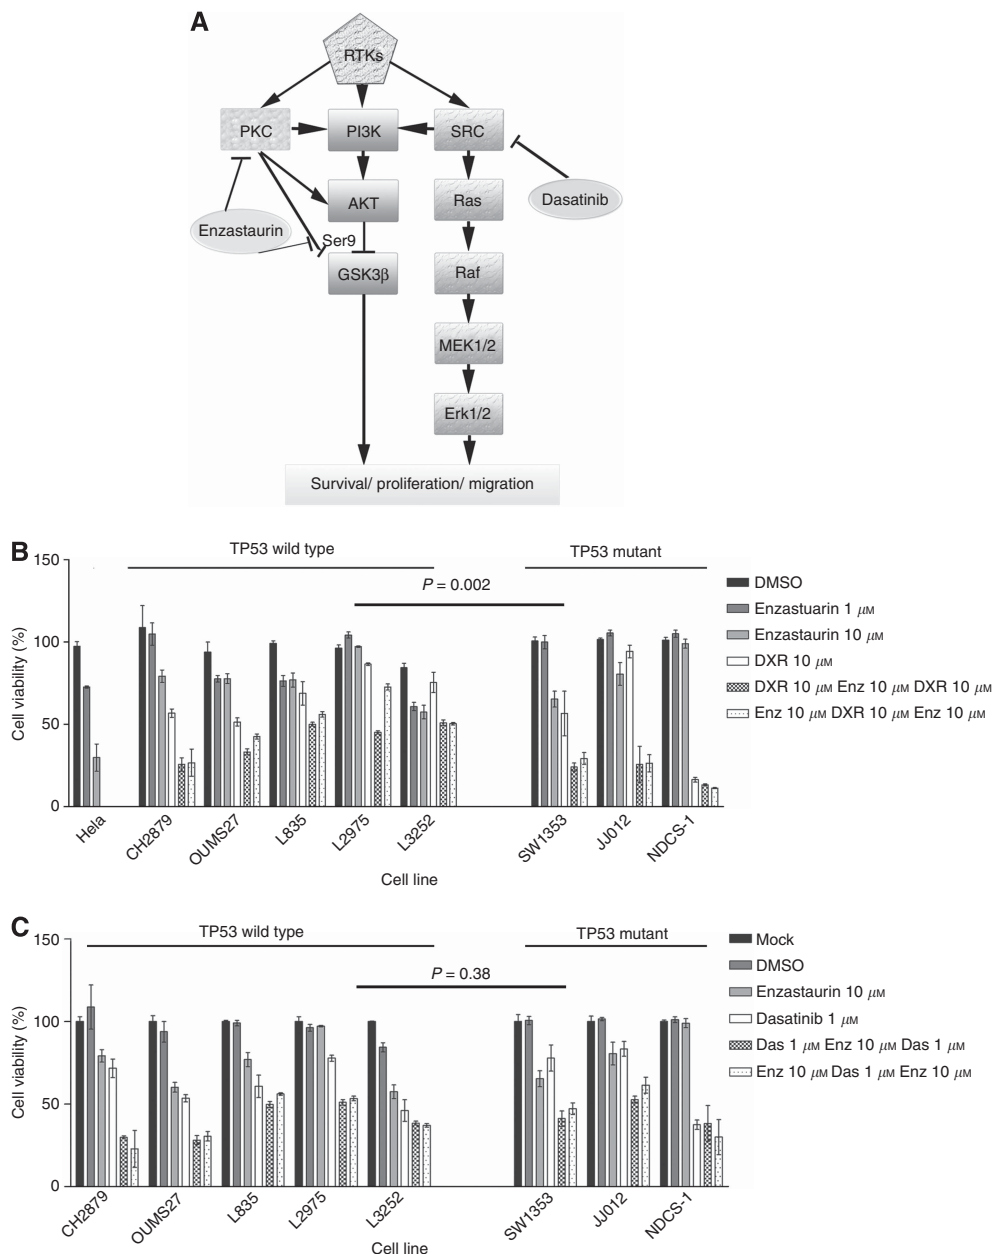 A
RTKs
PKC
PI3K
SRC
Dasatinib
AKT
Ras
Enzastaurin
Ser9
GSK3β
Raf
MEK1/2
Erk1/2
Survival/ proliferation/ migration
B
TP53 wild type
TP53 mutant
P = 0.002
150
100
50
0
Cell viability (%)
Hela
CH2879
OUMS27
L835
L2975
L3252
SW1353
JJ012
NDCS-1
Cell line
DMSO
Enzastuarin 1 μM
Enzastaurin 10 μM
DXR 10 μM
DXR 10 μM Enz 10 μM DXR 10 μM
Enz 10 μM DXR 10 μM Enz 10 μM
C
TP53 wild type
TP53 mutant
P = 0.38
150
100
50
0
Cell viability (%)
CH2879
OUMS27
L835
L2975
L3252
SW1353
JJ012
NDCS-1
Cell line
Mock
DMSO
Enzastaurin 10 μM
Dasatinib 1 μM
Das 1 μM Enz 10 μM Das 1 μM
Enz 10 μM Das 1 μM Enz 10 μM